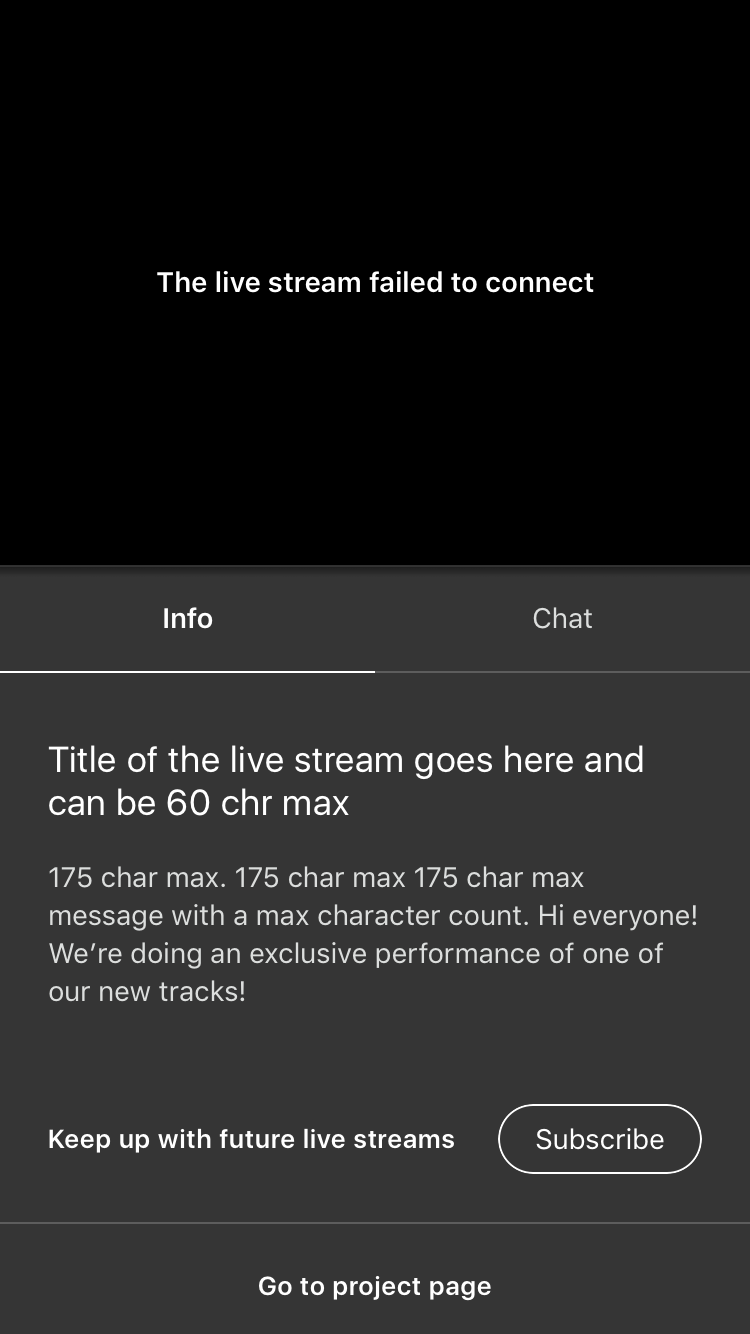 The live stream failed to connect
Info
Chat
Title of the live stream goes here and
can be 60 chr max
175 char max. 175 char max 175 char max
message with a max character count. Hi everyone!
We’re doing an exclusive performance of one of
our new tracks!
Keep up with future live streams
Subscribe
Go to project page